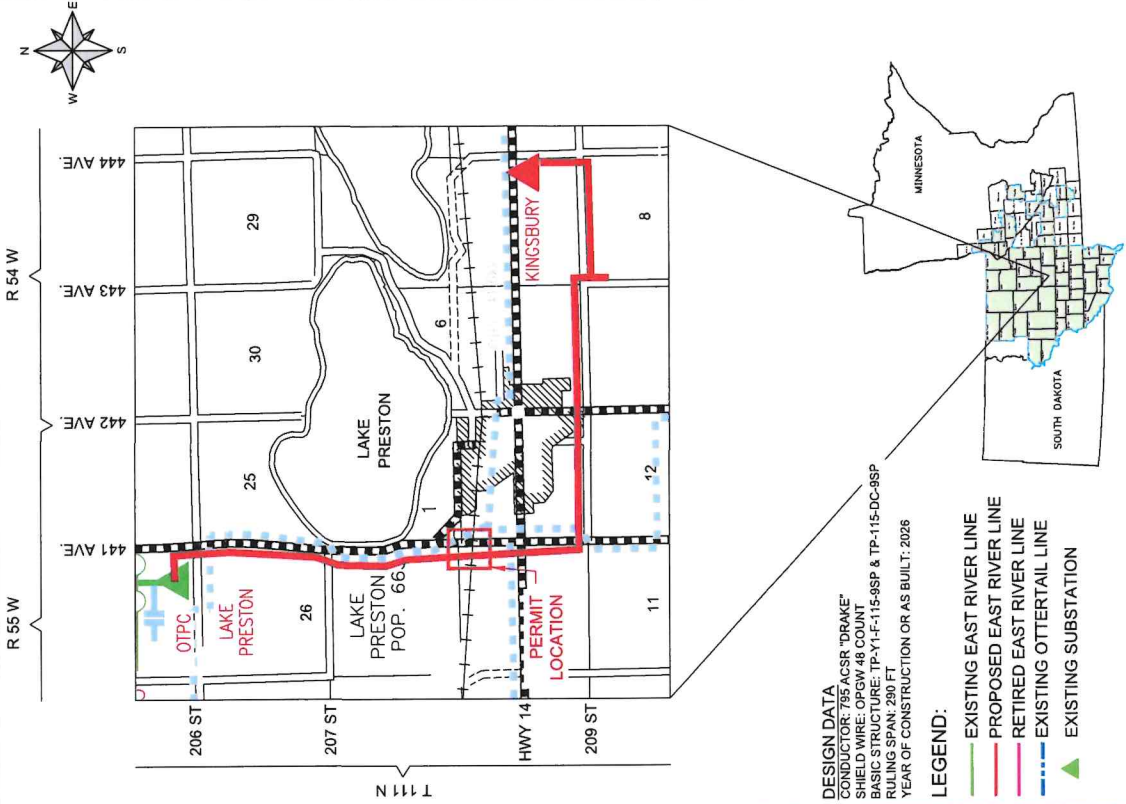 N
W
E
S
R 55 W
R 54 W
441 AVE.
442 AVE.
443 AVE.
444 AVE.
206 ST
207 ST
HWY 14
209 ST
T 111 N
OTPC
LAKE
PRESTON
26
25
30
29
LAKE
PRESTON
LAKE
PRESTON
POP. 66
1
6
KINGSBURY
PERMIT
LOCATION
11
12
8
MINNESOTA
SOUTH DAKOTA
DESIGN DATA
CONDUCTOR: 795 ACSR "DRAKE"
SHIELD WIRE: OPGW 48 COUNT
BASIC STRUCTURE: TP-Y1-F-115-9SP & TP-115-DC-9SP
RULING SPAN: 290 FT
YEAR OF CONSTRUCTION OR AS BUILT: 2026
LEGEND:
EXISTING EAST RIVER LINE
PROPOSED EAST RIVER LINE
RETIRED EAST RIVER LINE
EXISTING OTTERTAIL LINE
EXISTING SUBSTATION